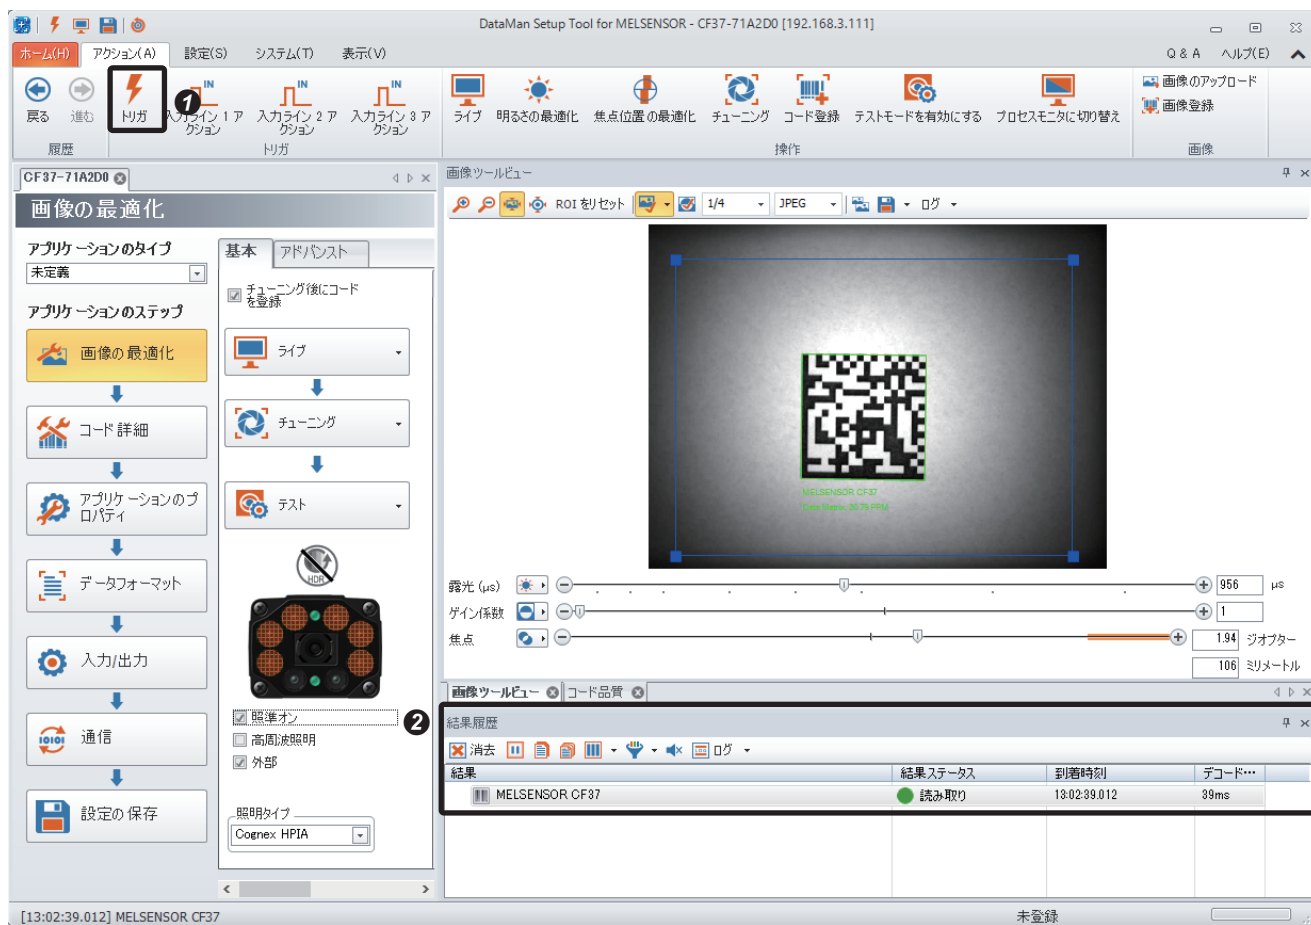 DataMan Setup Tool for MELSENSOR - CF37-71A2D0 [192.168.3.111]
ホーム(H) アクション(A) 設定(S) システム(T) 表示(V) Q & A ヘルプ(E)
戻る 進む トリガ
❶
IN IN IN
入力ライン 1 ア
クション
入力ライン 2 ア
クション
入力ライン 3 ア
クション
ライブ 明るさの最適化 焦点位置の最適化 チューニング コード登録 テストモードを有効にする プロセスモニタに切り替え
画像のアップロード
画像登録
履歴 トリガ 操作 画像
CF37-71A2D0
画像の最適化
アプリケーションのタイプ
未定義
アプリケーションのステップ
画像の最適化
コード詳細
アプリケーションのプ
ロパティ
データフォーマット
入力/出力
通信
設定の保存
基本 アドバンスト
チューニング後にコード
を登録
ライブ
チューニング
テスト
HDR
照準オン
高周波照明
外部
照明タイプ
Cognex HPIA
画像ツールビュー
ROI をリセット 1/4 JPEG ログ
MELSENSOR CF37
Data Matrix, 30.79 PPM
露光 (μs) 956 μs
ゲイン係数 1
焦点 1.94 ジオプター
106 ミリメートル
画像ツールビュー コード品質
❷
結果履歴
消去 ログ
結果 結果ステータス 到着時刻 デコード…
MELSENSOR CF37 読み取り 13:02:39.012 39ms
[13:02:39.012] MELSENSOR CF37 未登録